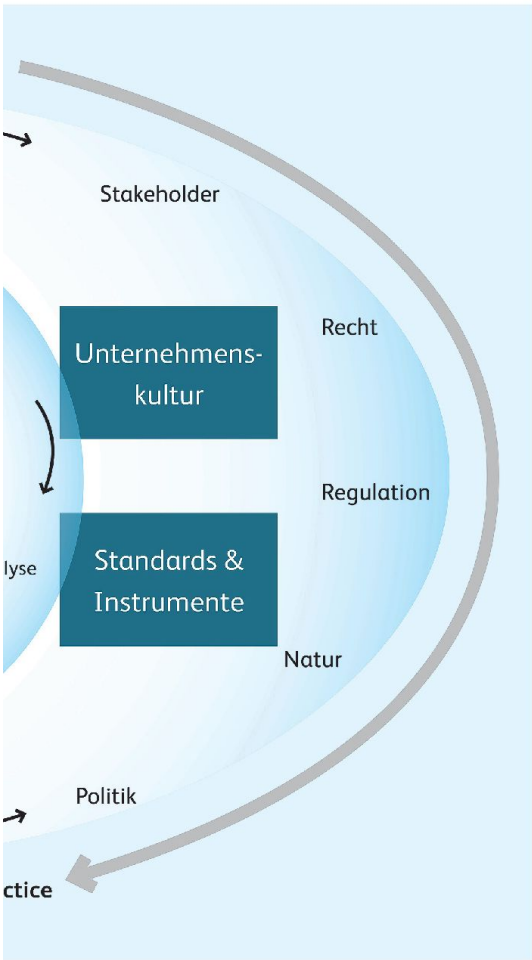 Stakeholder
Recht
Unternehmens-
kultur
Regulation
Standards &
Instrumente
lyse
Natur
Politik
ctice